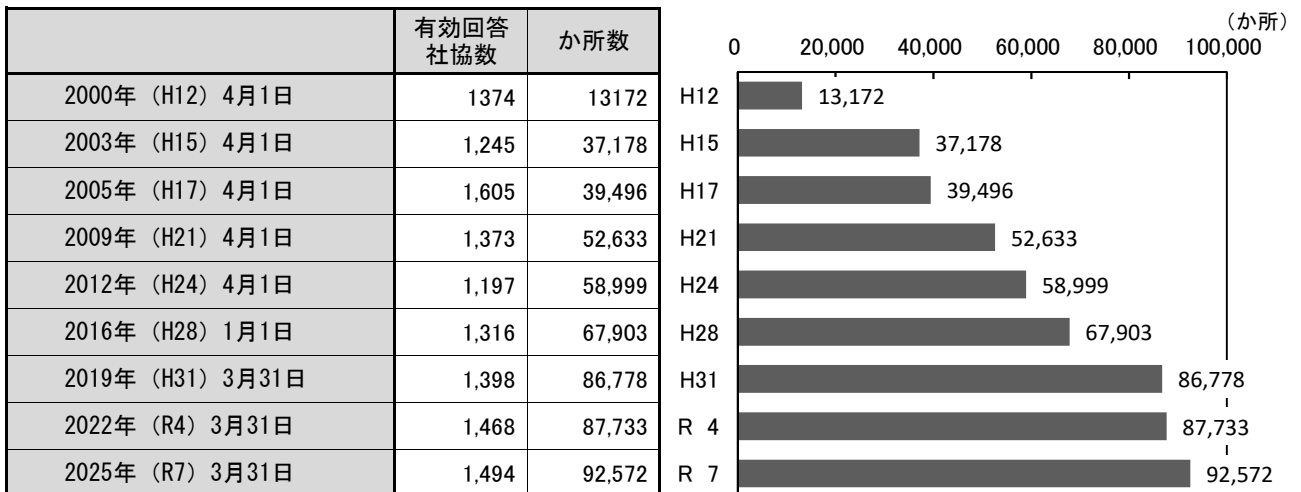 有効回答
社協数
か所数
2000年（H12）4月1日 1374 13172
2003年（H15）4月1日 1,245 37,178
2005年（H17）4月1日 1,605 39,496
2009年（H21）4月1日 1,373 52,633
2012年（H24）4月1日 1,197 58,999
2016年（H28）1月1日 1,316 67,903
2019年（H31）3月31日 1,398 86,778
2022年（R4）3月31日 1,468 87,733
2025年（R7）3月31日 1,494 92,572
（か所）
0 20,000 40,000 60,000 80,000 100,000
H12 13,172
H15 37,178
H17 39,496
H21 52,633
H24 58,999
H28 67,903
H31 86,778
R 4 87,733
R 7 92,572